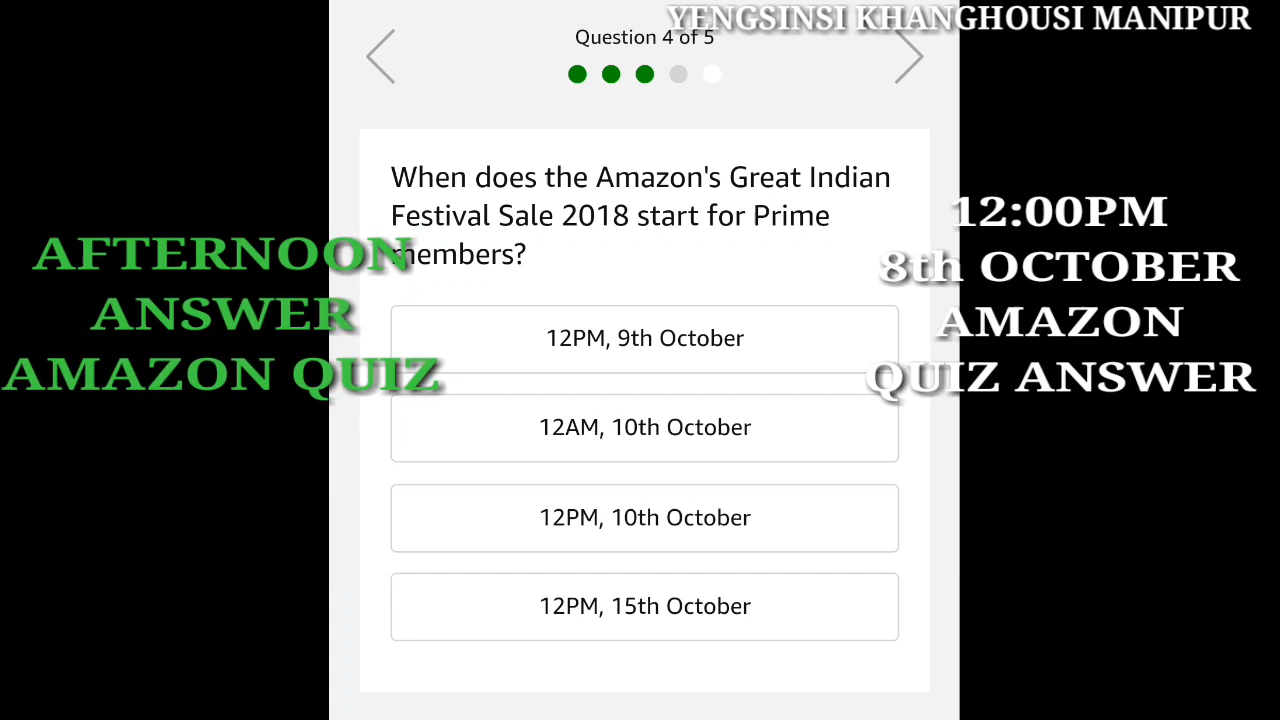 YENGSINSI KHANGHOUSI MANIPUR
Question 4 of 5
When does the Amazon's Great Indian
Festival Sale 2018 start for Prime
members?
12PM, 9th October
12AM, 10th October
12PM, 10th October
12PM, 15th October
AFTERNOON
ANSWER
AMAZON QUIZ
12:00PM
8th OCTOBER
AMAZON
QUIZ ANSWER